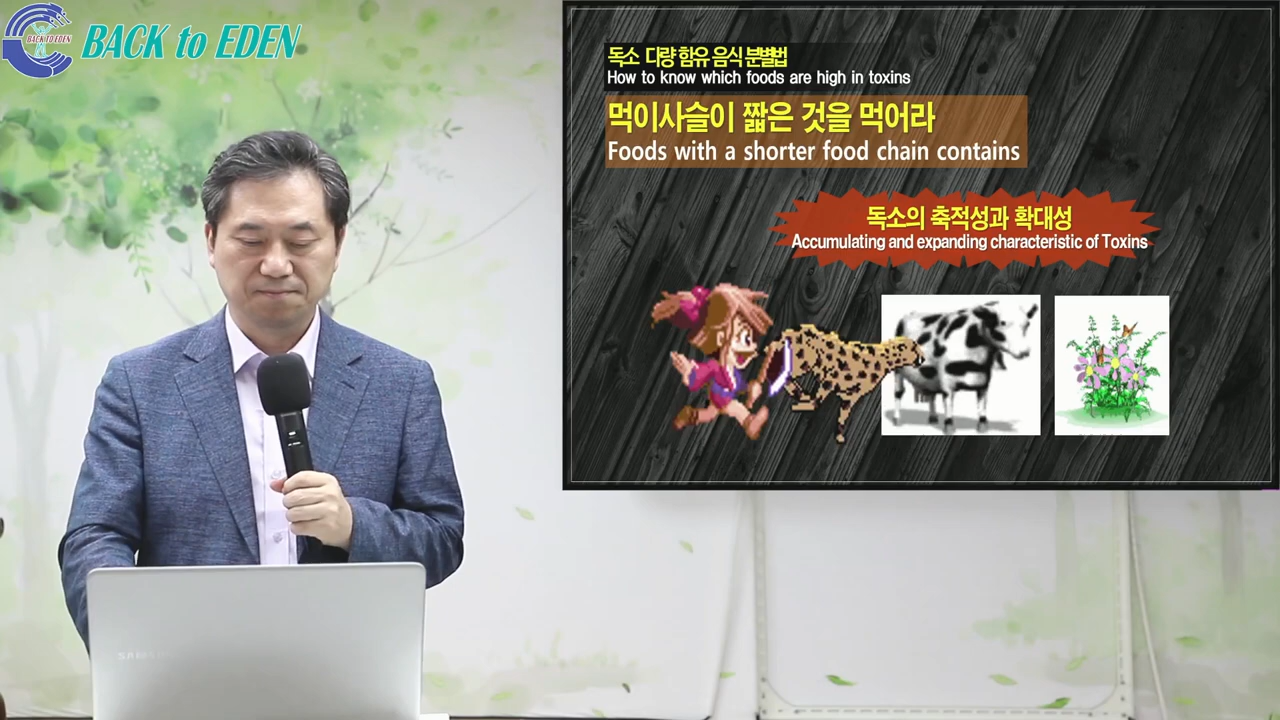 BACK TO EDEN
BACK to EDEN
독소 다량 함유 음식 분별법
How to know which foods are high in toxins
먹이사슬이 짧은 것을 먹어라
Foods with a shorter food chain contains
독소의 축적성과 확대성
Accumulating and expanding characteristic of Toxins
SAMSUNG